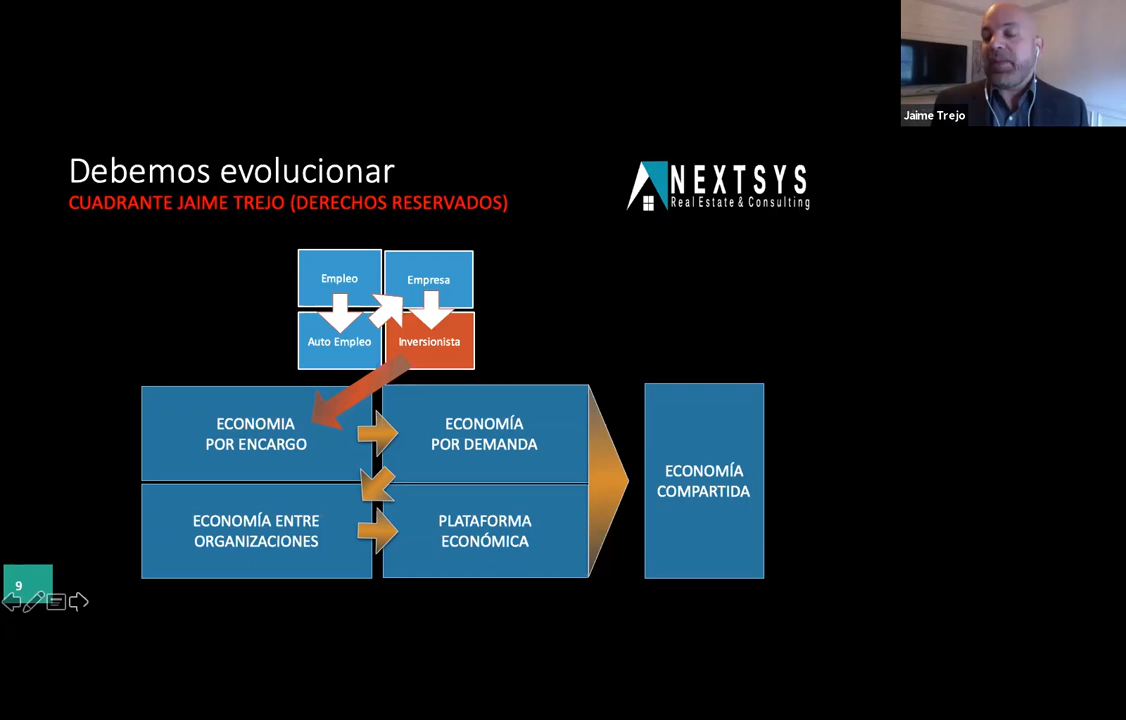 Jaime Trejo
Debemos evolucionar
CUADRANTE JAIME TREJO (DERECHOS RESERVADOS)
NEXTSYS
Real Estate & Consulting
Empleo
Empresa
Auto Empleo
Inversionista
ECONOMIA
POR ENCARGO
ECONOMÍA
POR DEMANDA
ECONOMÍA ENTRE
ORGANIZACIONES
PLATAFORMA
ECONÓMICA
ECONOMÍA
COMPARTIDA
9